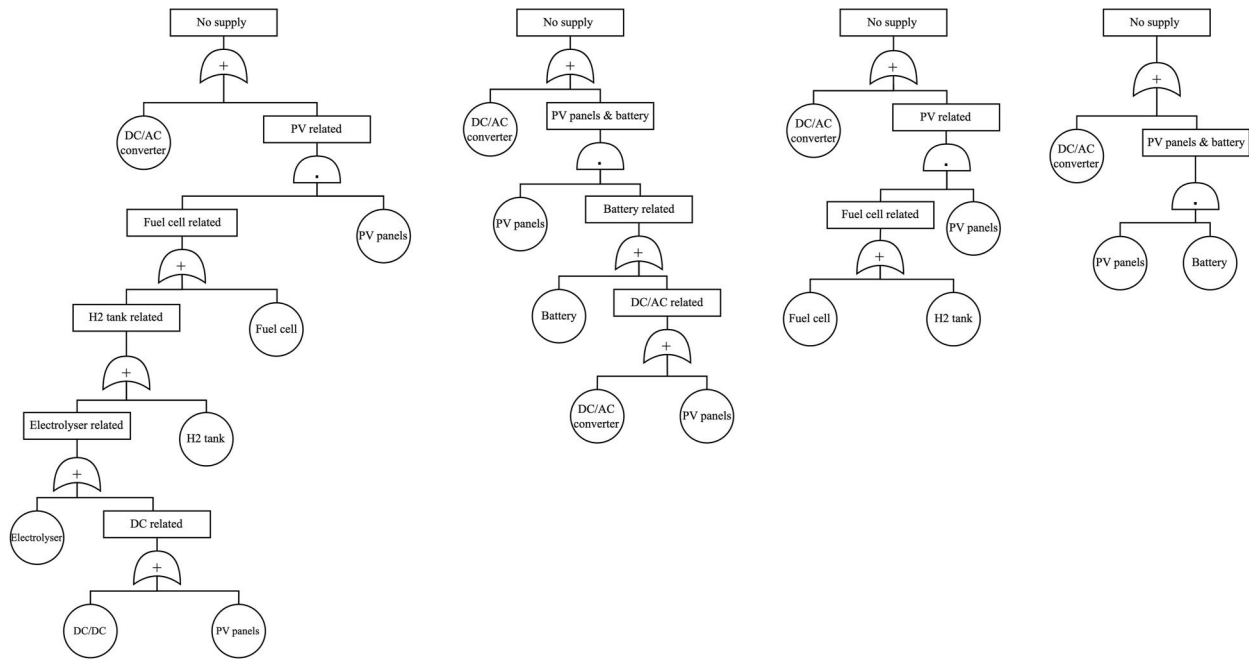 No supply
+
DC/AC
converter
PV related
.
Fuel cell related
PV panels
+
H2 tank related
Fuel cell
+
Electrolyser related
H2 tank
+
Electrolyser
DC related
+
DC/DC
PV panels
No supply
+
DC/AC
converter
PV panels & battery
.
PV panels
Battery related
+
Battery
DC/AC related
+
DC/AC
converter
PV panels
No supply
+
DC/AC
converter
PV related
.
Fuel cell related
PV panels
+
Fuel cell
H2 tank
No supply
+
DC/AC
converter
PV panels & battery
.
PV panels
Battery